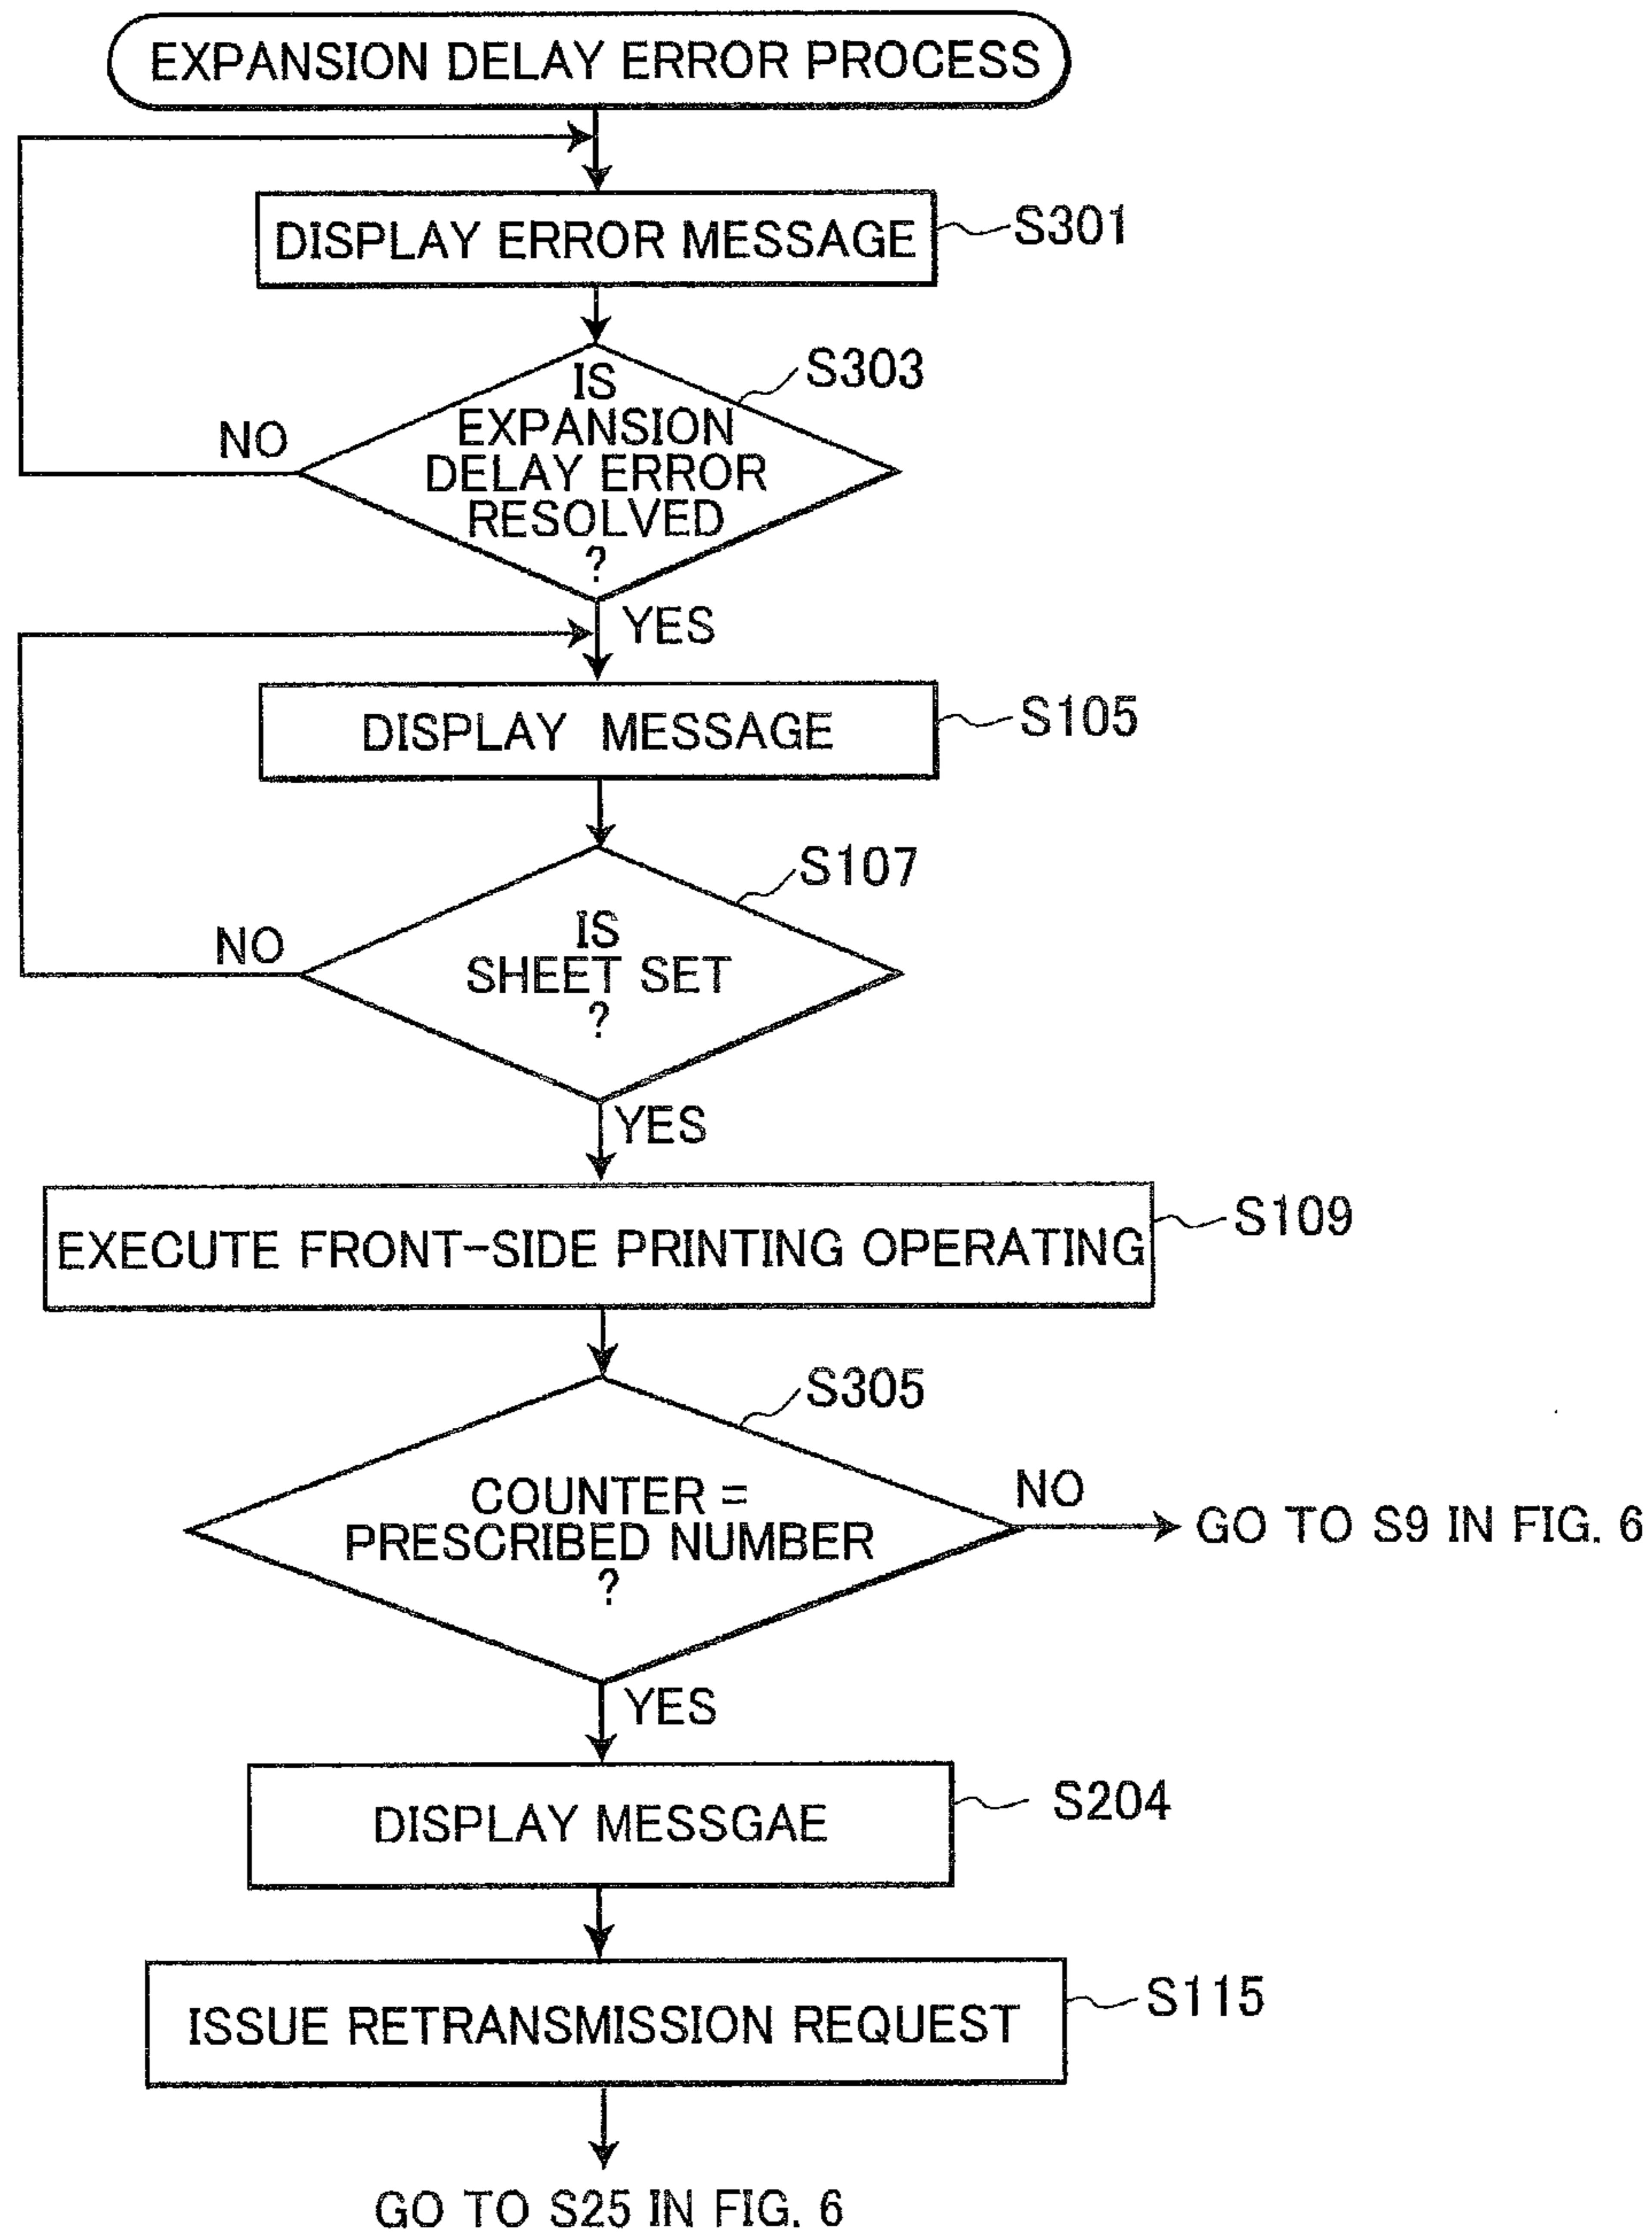 EXPANSION DELAY ERROR PROCESS
DISPLAY ERROR MESSAGE
S301
IS
EXPANSION
DELAY ERROR
RESOLVED
?
S303
NO
YES
DISPLAY MESSAGE
S105
IS
SHEET SET
?
S107
NO
YES
EXECUTE FRONT-SIDE PRINTING OPERATING
S109
COUNTER =
PRESCRIBED NUMBER
?
S305
NO
GO TO S9 IN FIG. 6
YES
DISPLAY MESSGAE
S204
ISSUE RETRANSMISSION REQUEST
S115
GO TO S25 IN FIG. 6